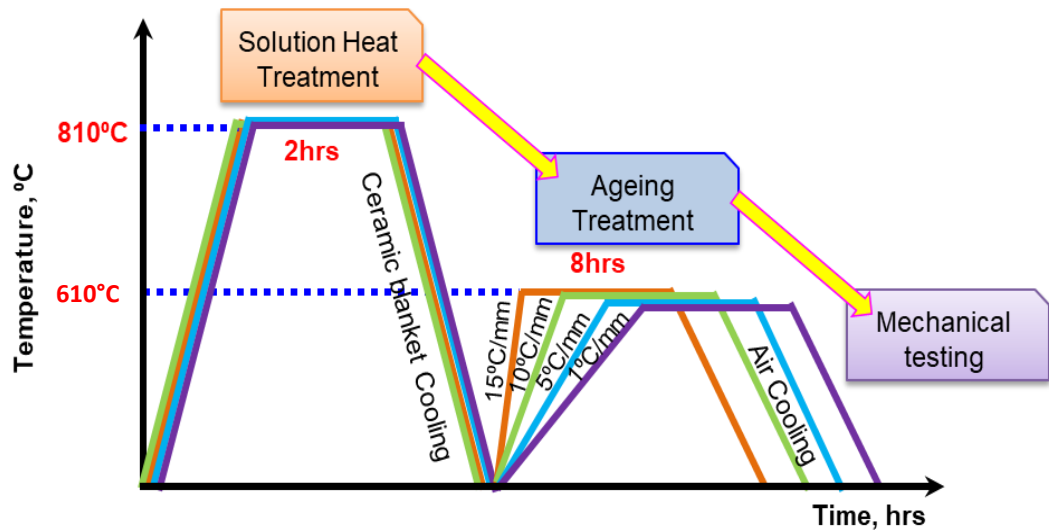 Solution Heat
Treatment
810ºC
2hrs
Ceramic blanket Cooling
Temperature, ºC
Ageing
Treatment
8hrs
610°C
15ºC/mm
10ºC/mm
5ºC/mm
1ºC/mm
Air Cooling
Mechanical
testing
Time, hrs